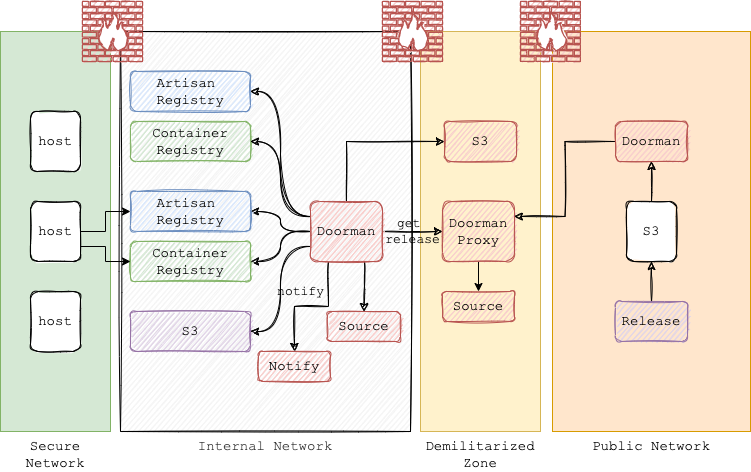 Artisan
Registry
Container
Registry
host
S3
Doorman
Artisan
Registry
host
Doorman
get
release
Doorman
Proxy
S3
Container
Registry
notify
host
S3
Source
Source
Release
Notify
Secure
Network
Internal Network
Demilitarized
Zone
Public Network